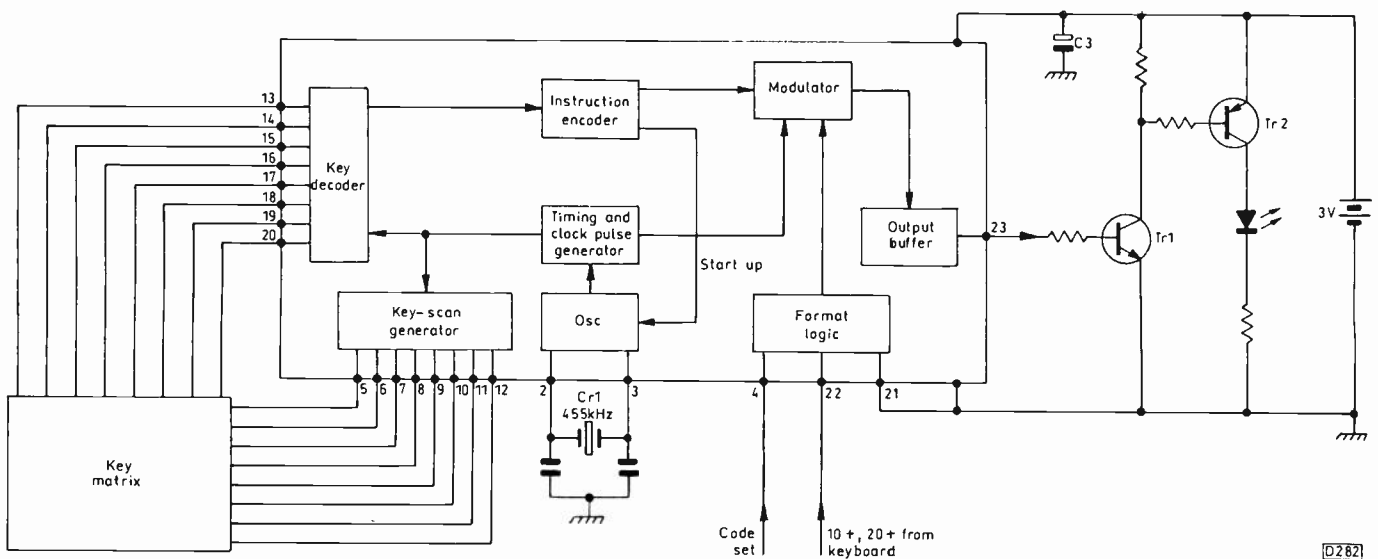 C3
13
14
15
16
17
18
19
20
Key
decoder
Instruction
encoder
Modulator
Tr2
Timing and
clock pulse
generator
Start up
Output
buffer
23
Tr1
3V
Key-scan
generator
Osc
Format
logic
5
6
7
8
9
10
11
12
2
3
4
22
21
Cr1
455kHz
Key
matrix
Code
set
10+, 20+ from
keyboard
D282